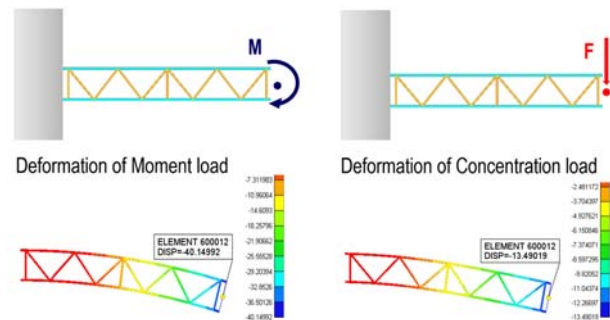 M
F
Deformation of Moment load
Deformation of Concentration load
-7.311983
-10.96064
-14.6093
-18.25796
-21.90662
-25.55528
-29.20394
-32.8526
-36.50126
-40.14992
ELEMENT 600012
DISP=-40.14992
-2.481172
-3.704397
-4.927621
-6.150846
-7.374071
-8.597295
-9.82052
-11.04374
-12.26697
-13.49019
ELEMENT 600012
DISP=-13.49019